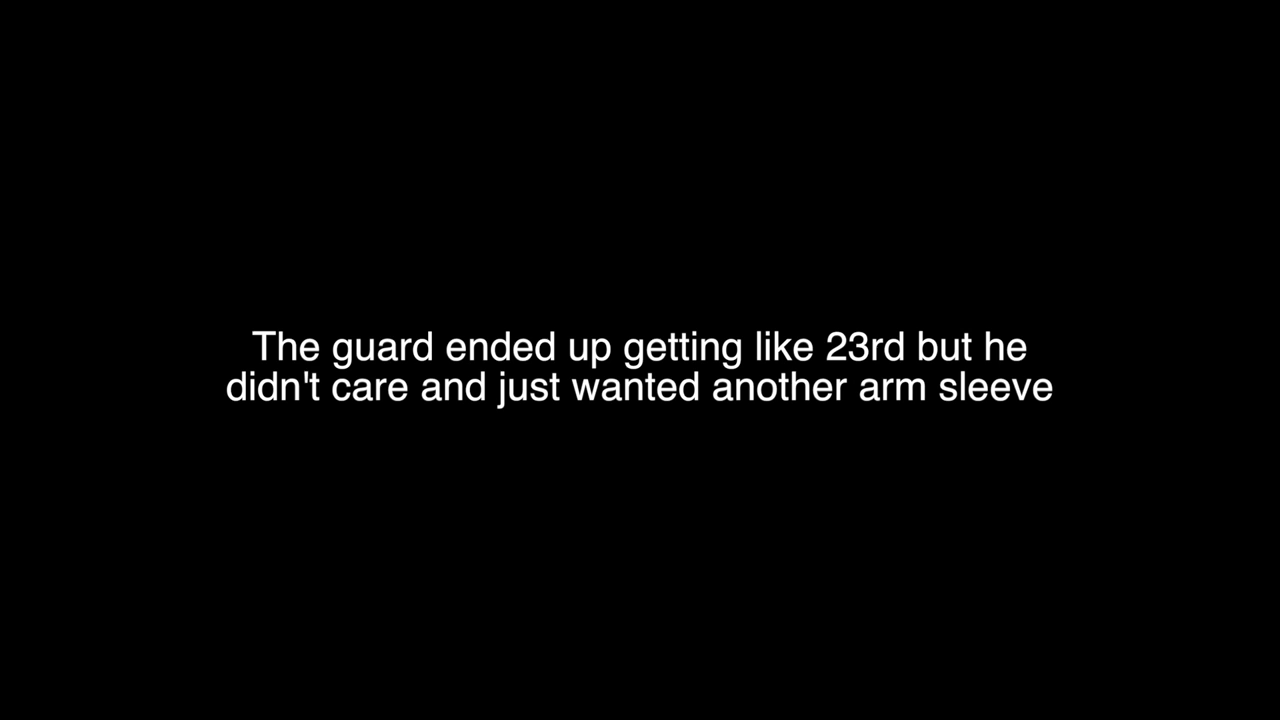 The guard ended up getting like 23rd but he
didn't care and just wanted another arm sleeve